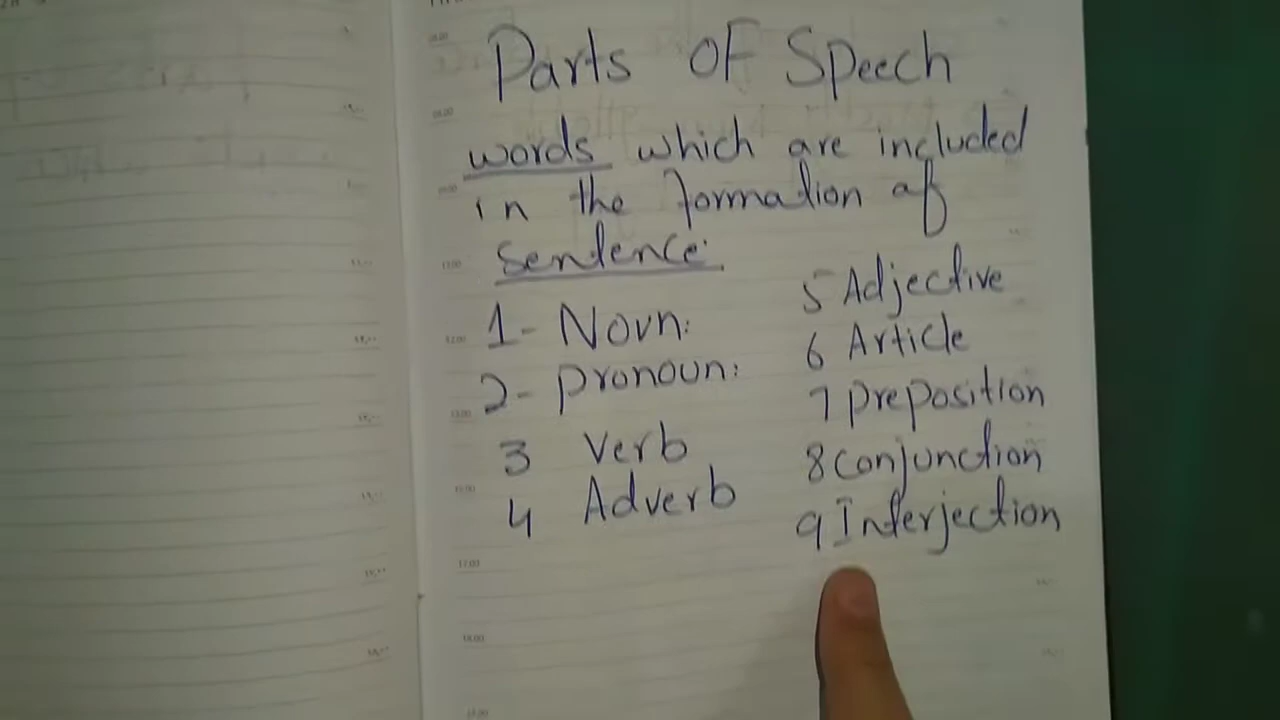 Parts OF Speech
words which are included
in the formation of
sentence:
1- Noun:
2- pronoun:
3 verb
4 Adverb
5 Adjective
6 Article
7 preposition
8 conjunction
9 Interjection